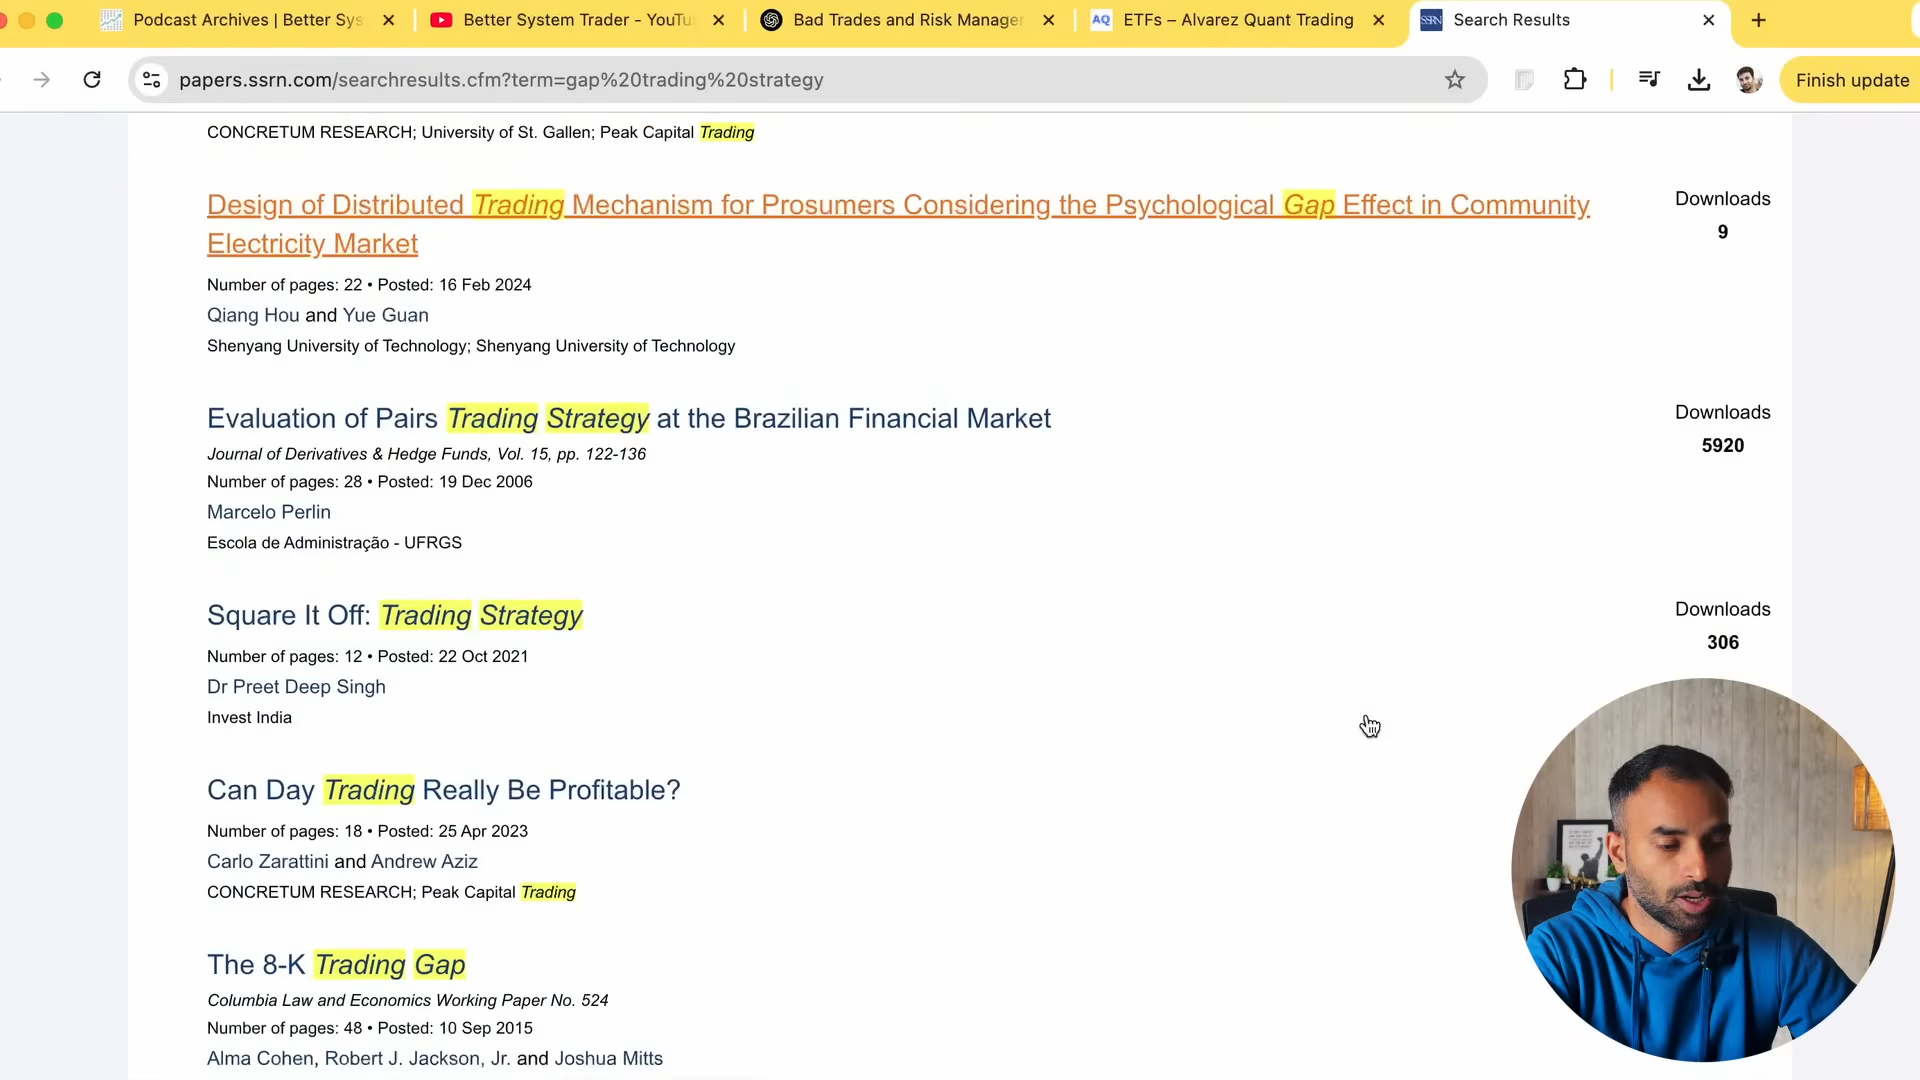 Podcast Archives | Better Sys
Better System Trader - YouTu
Bad Trades and Risk Manager
AQ
ETFs – Alvarez Quant Trading
SSRN
Search Results
papers.ssrn.com/searchresults.cfm?term=gap%20trading%20strategy
Finish update
CONCRETUM RESEARCH; University of St. Gallen; Peak Capital Trading
Design of Distributed Trading Mechanism for Prosumers Considering the Psychological Gap Effect in Community
Electricity Market
Downloads
9
Number of pages: 22 • Posted: 16 Feb 2024
Qiang Hou and Yue Guan
Shenyang University of Technology; Shenyang University of Technology
Evaluation of Pairs Trading Strategy at the Brazilian Financial Market
Downloads
5920
Journal of Derivatives & Hedge Funds, Vol. 15, pp. 122-136
Number of pages: 28 • Posted: 19 Dec 2006
Marcelo Perlin
Escola de Administração - UFRGS
Square It Off: Trading Strategy
Downloads
306
Number of pages: 12 • Posted: 22 Oct 2021
Dr Preet Deep Singh
Invest India
Can Day Trading Really Be Profitable?
Number of pages: 18 • Posted: 25 Apr 2023
Carlo Zarattini and Andrew Aziz
CONCRETUM RESEARCH; Peak Capital Trading
The 8-K Trading Gap
Columbia Law and Economics Working Paper No. 524
Number of pages: 48 • Posted: 10 Sep 2015
Alma Cohen, Robert J. Jackson, Jr. and Joshua Mitts